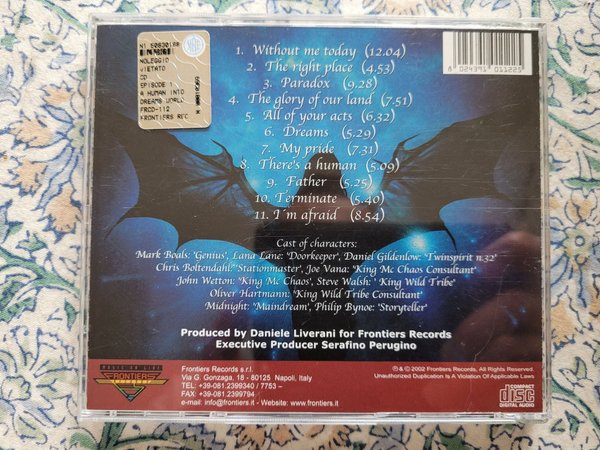 N1 50830188
NOLEGGIO
VIETATO
CD
EPISODE 1
A HUMAN INTO
DREAMS WORLD
FRCD-112
FRONTIERS REC
1. Without me today (12.04)
2. The right place (4.53)
3. Paradox (9.28)
4. The glory of our land (7.51)
5. All of your acts (6.32)
6. Dreams (5.29)
7. My pride (7.31)
8. There's a human (5.09)
9. Father (5.25)
10. Terminate (5.40)
11. I'm afraid (8.54)
8 024391 011225
Cast of characters:
Mark Boals: 'Genius', Lana Lane: 'Doorkeeper', Daniel Gildenlow: 'Twinspirit n.32'
Chris Boltendahl: 'Stationmaster', Joe Vana: 'King Mc Chaos Consultant'
John Wetton: 'King Mc Chaos', Steve Walsh: ' King Wild Tribe'
Oliver Hartmann: 'King Wild Tribe Consultant'
Midnight: 'Maindream', Philip Bynoe: 'Storyteller'
Produced by Daniele Liverani for Frontiers Records
Executive Producer Serafino Perugino
FRONTIERS
RECORDS
Frontiers Records s.r.l.
Via G. Gonzaga, 18 - 80125 Napoli, Italy
TEL: +39-081.2399340 / 7753 –
FAX: +39-081.2399794
e-mail: info@frontiers.it - Website: www.frontiers.it
℗ & © 2002 Frontiers Records, All Rights Reserved.
Unauthorized Duplication Is A Violation Of Applicable Laws.
COMPACT
disc
DIGITAL AUDIO